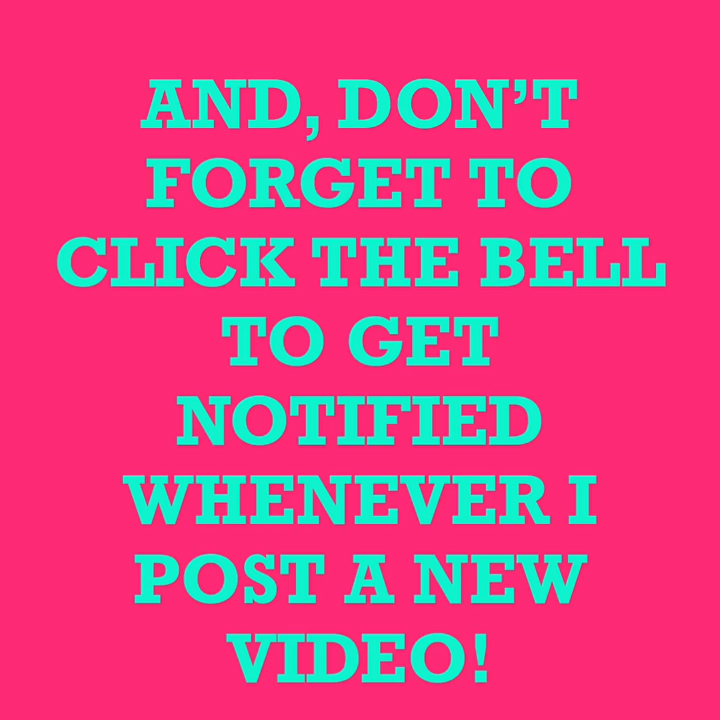 AND, DON’T
FORGET TO
CLICK THE BELL
TO GET
NOTIFIED
WHENEVER I
POST A NEW
VIDEO!